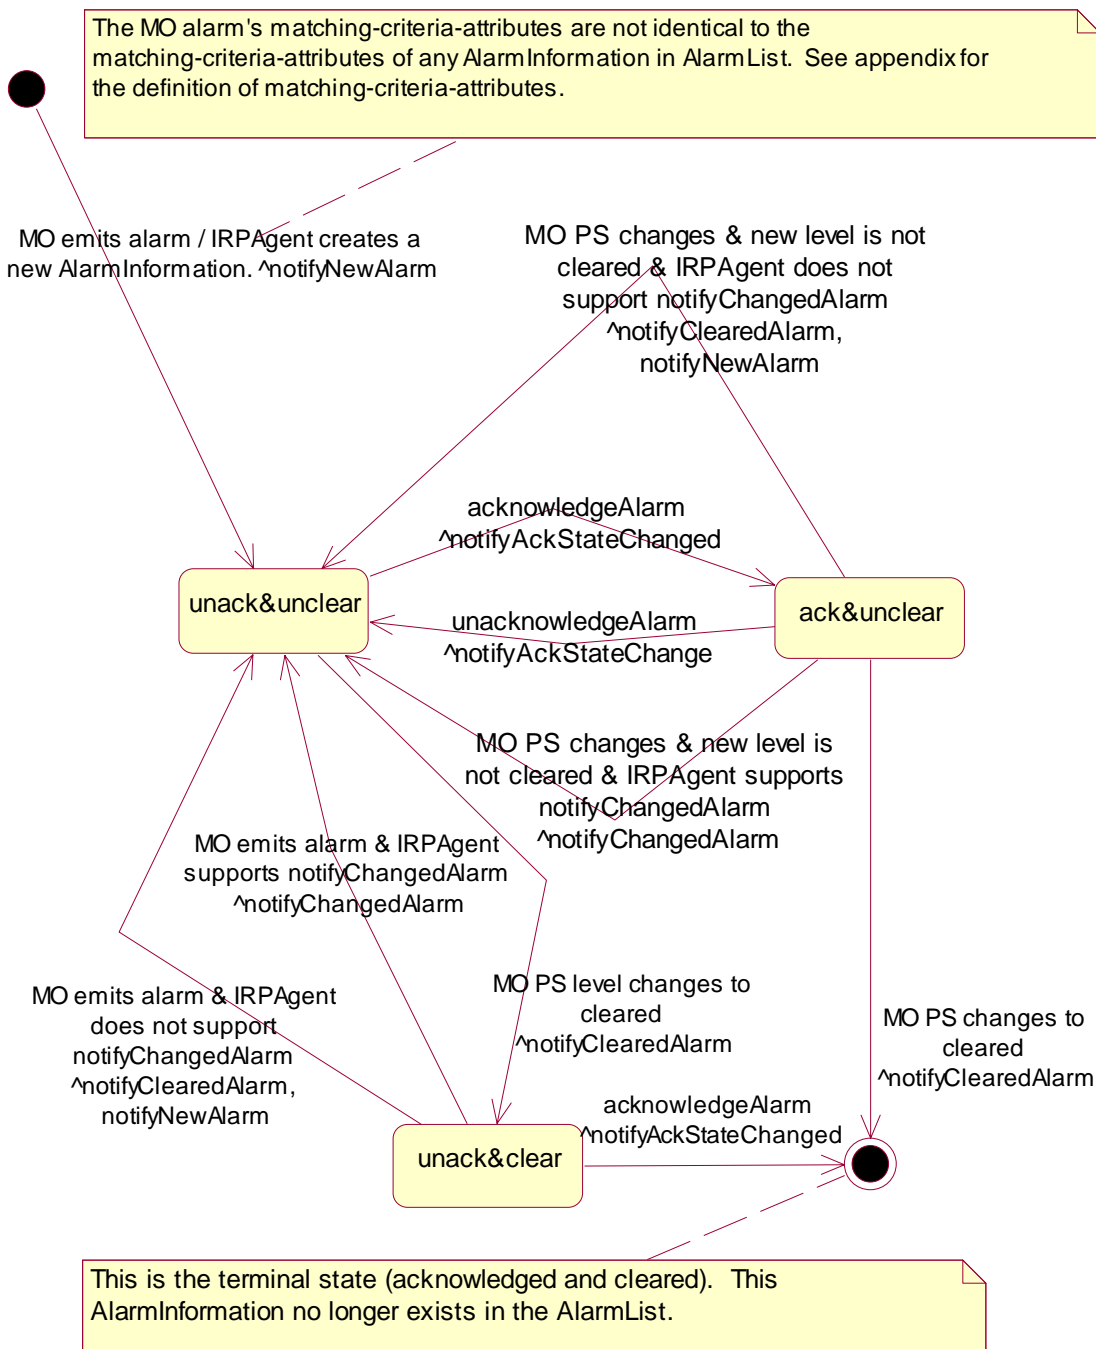 The MO alarm's matching-criteria-attributes are not identical to the
matching-criteria-attributes of any AlarmInformation in AlarmList.  See appendix for
the definition of matching-criteria-attributes.
MO emits alarm / IRPAgent creates a
new AlarmInformation. ^notifyNewAlarm
MO PS changes & new level is not
cleared & IRPAgent does not
support notifyChangedAlarm
^notifyClearedAlarm,
notifyNewAlarm
acknowledgeAlarm
^notifyAckStateChanged
unack&unclear
ack&unclear
unacknowledgeAlarm
^notifyAckStateChange
MO PS changes & new level is
not cleared & IRPAgent supports
notifyChangedAlarm
^notifyChangedAlarm
MO emits alarm & IRPAgent
supports notifyChangedAlarm
^notifyChangedAlarm
MO emits alarm & IRPAgent
does not support
notifyChangedAlarm
^notifyClearedAlarm,
notifyNewAlarm
MO PS level changes to
cleared
^notifyClearedAlarm
MO PS changes to
cleared
^notifyClearedAlarm
acknowledgeAlarm
^notifyAckStateChanged
unack&clear
This is the terminal state (acknowledged and cleared).  This
AlarmInformation no longer exists in the AlarmList.